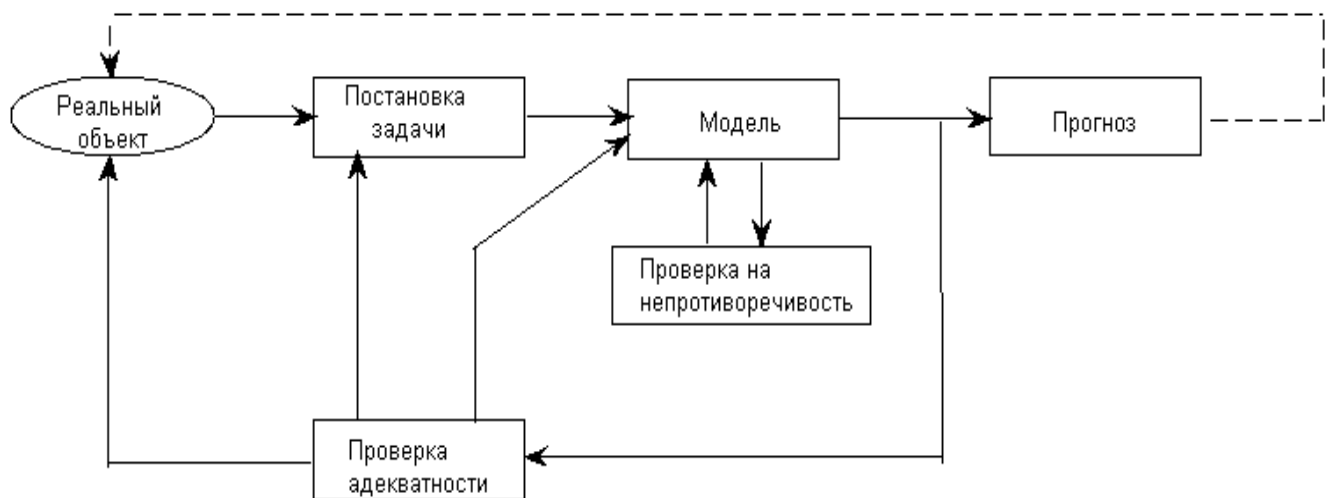 Реальный
объект
Постановка
задачи
Модель
Прогноз
Проверка на
непротиворечивость
Проверка
адекватности